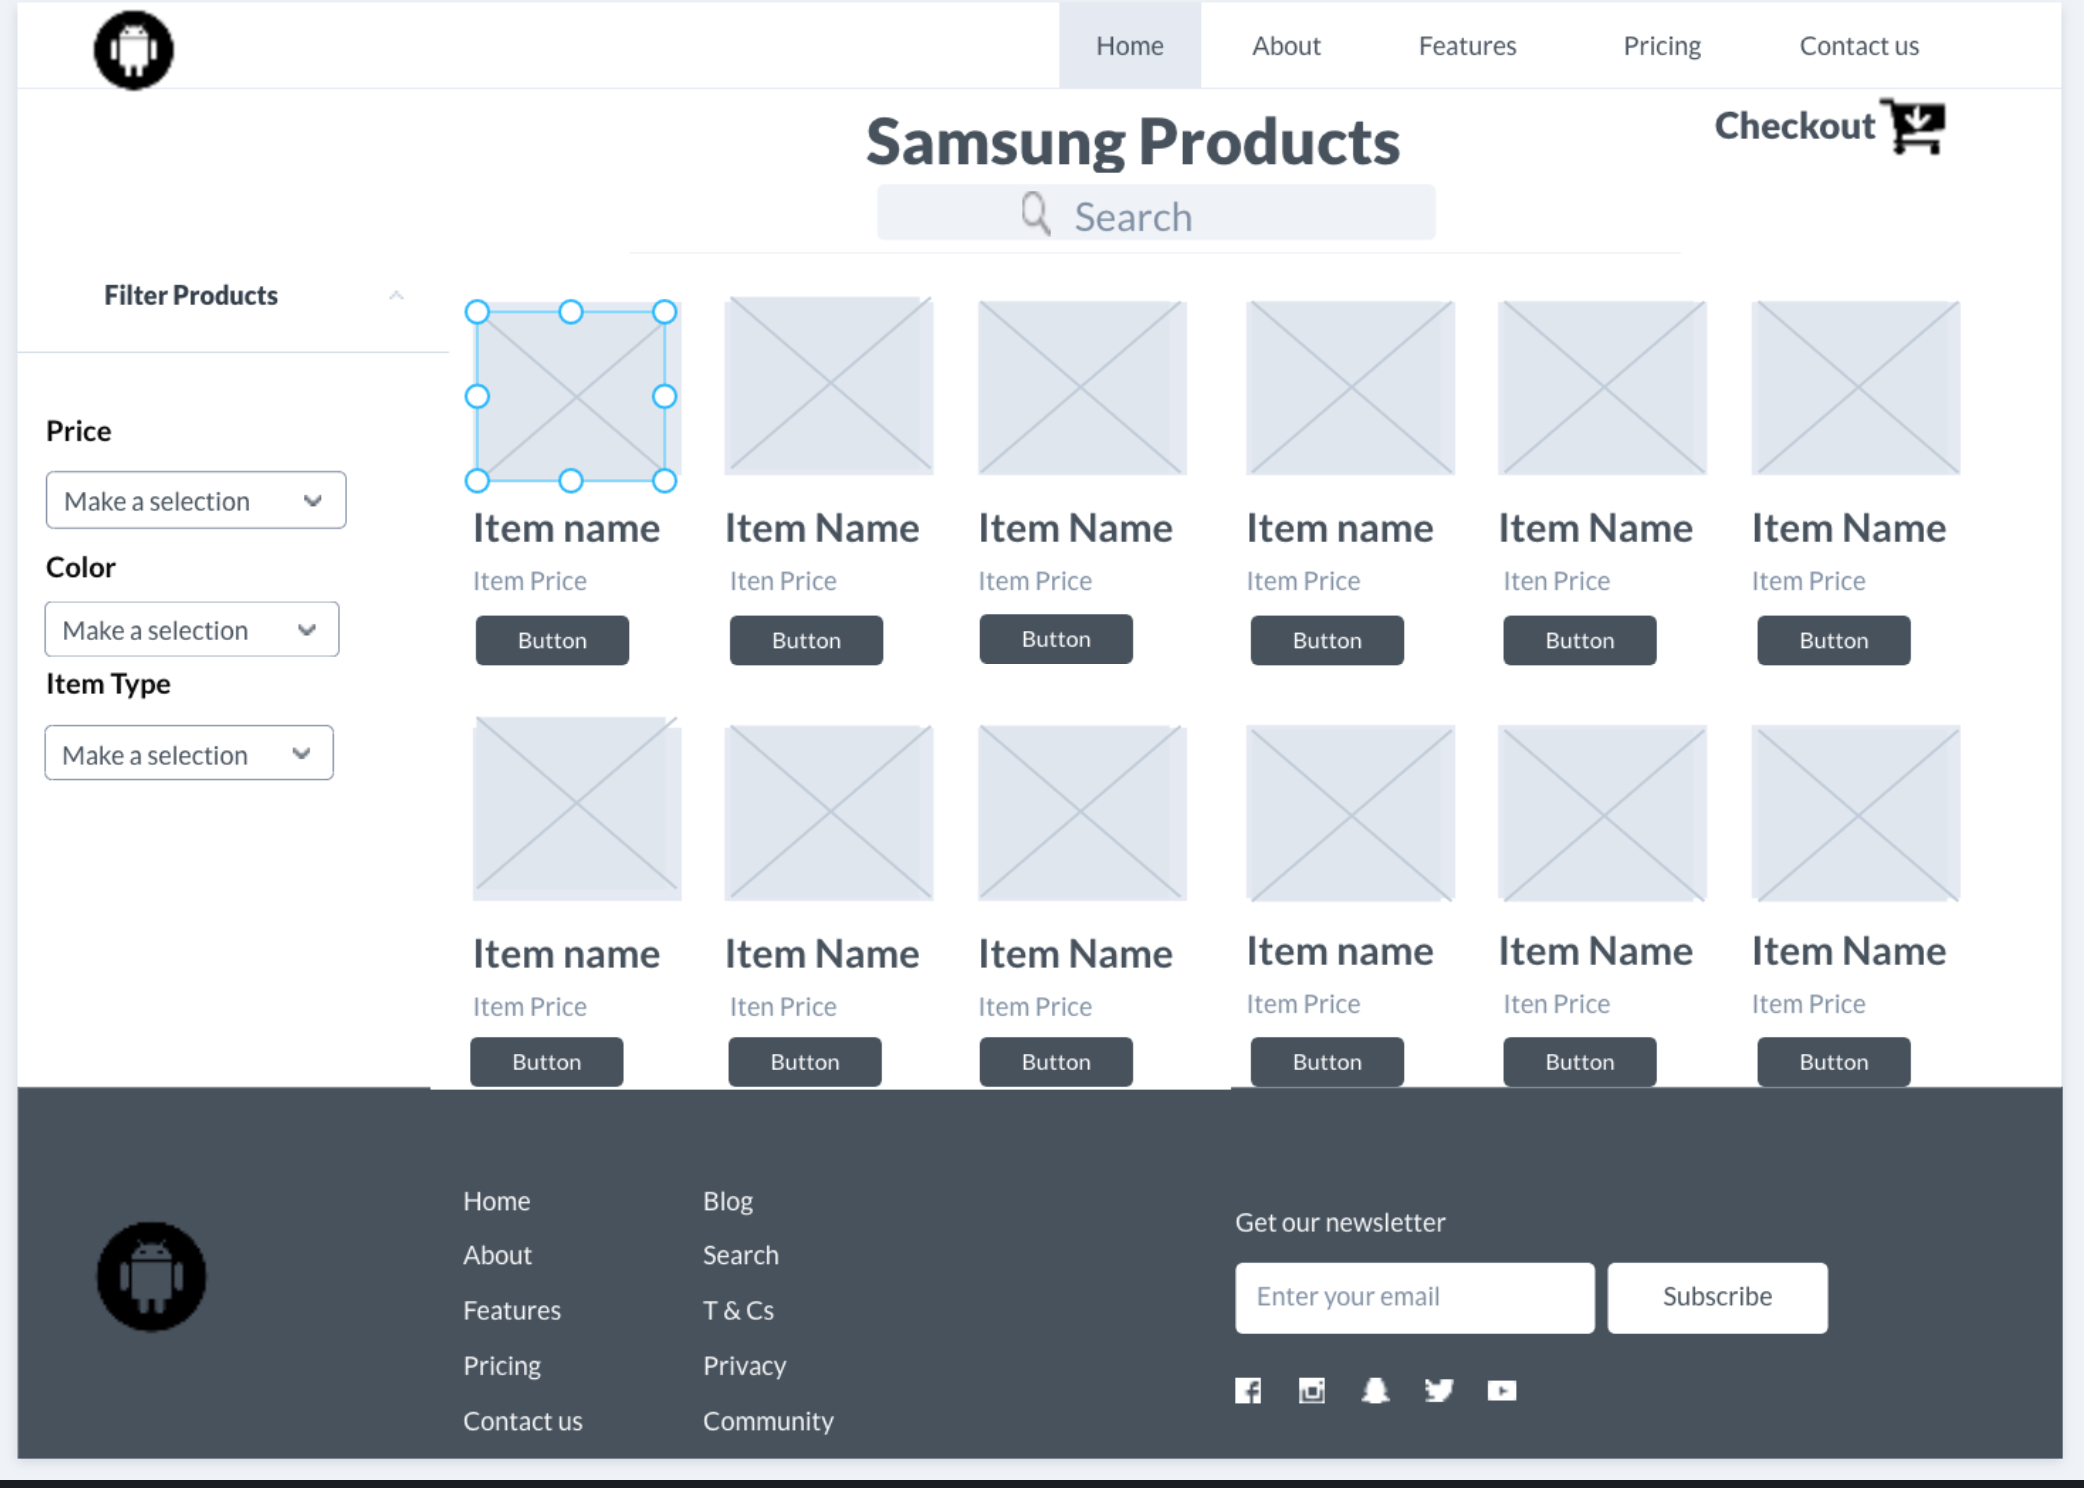 Home About Features Pricing Contact us
Samsung Products
Checkout
Search
Filter Products
Price
Make a selection
Color
Make a selection
Item Type
Make a selection
Item name Item Name Item Name Item name Item Name Item Name
Item Price Iten Price Item Price Item Price Iten Price Item Price
Button Button Button Button Button Button
Item name Item Name Item Name Item name Item Name Item Name
Item Price Iten Price Item Price Item Price Iten Price Item Price
Button Button Button Button Button Button
Home
About
Features
Pricing
Contact us
Blog
Search
T & Cs
Privacy
Community
Get our newsletter
Enter your email Subscribe